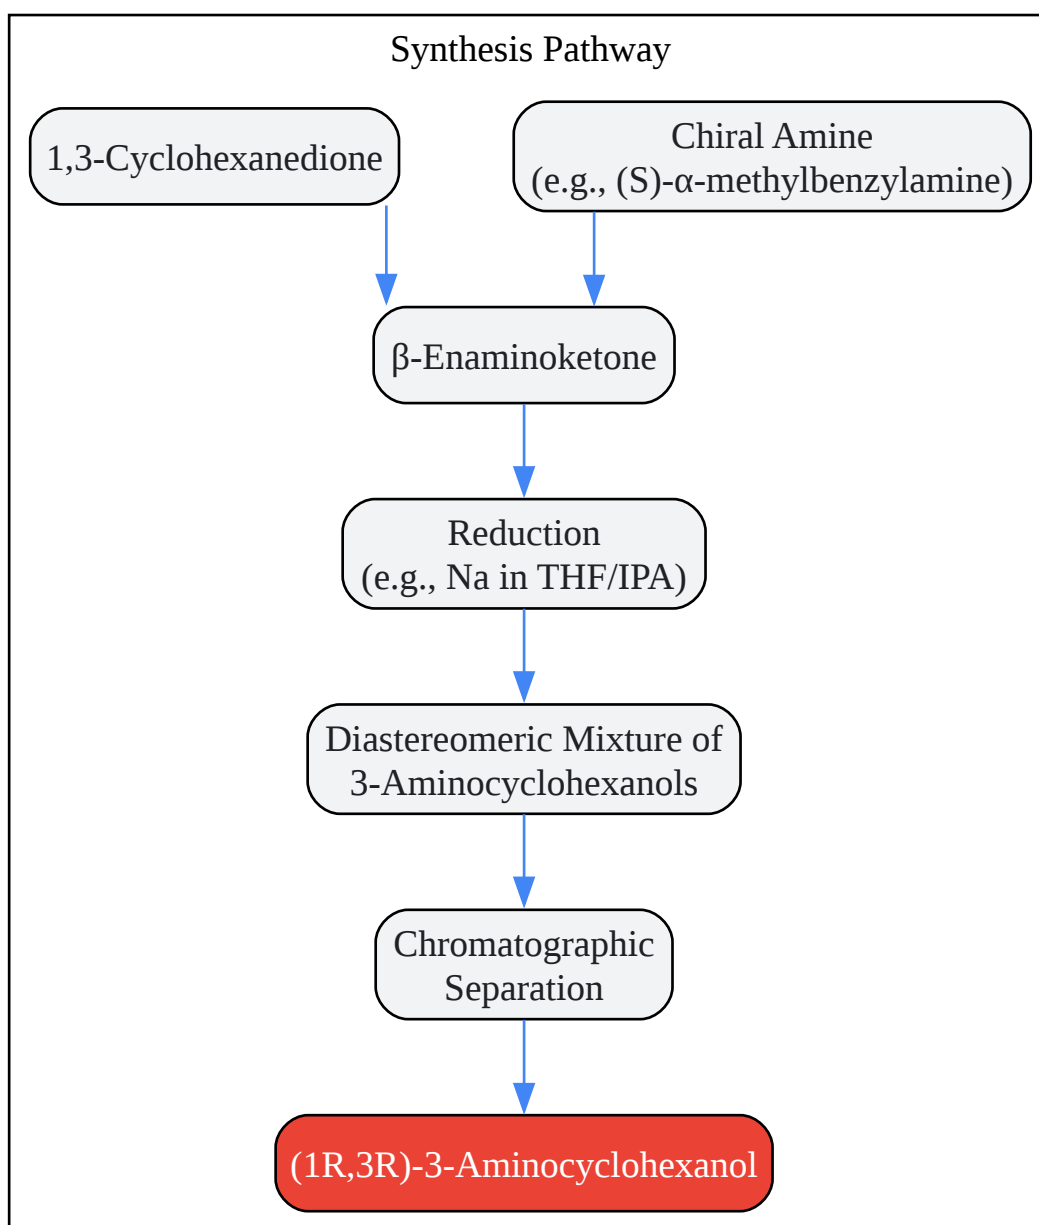 Synthesis Pathway
1,3-Cyclohexanedione
Chiral Amine
(e.g., (S)-α-methylbenzylamine)
β-Enaminoketone
Reduction
(e.g., Na in THF/IPA)
Diastereomeric Mixture of
3-Aminocyclohexanols
Chromatographic
Separation
(1R,3R)-3-Aminocyclohexanol